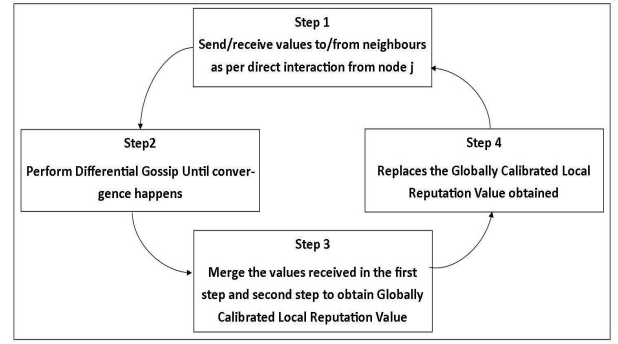 Step 1
Send/receive values to/from neighbours
as per direct interaction from node j
Step2
Perform Differential Gossip Until conver-
gence happens
Step 3
Merge the values received in the first
step and second step to obtain Globally
Calibrated Local Reputation Value
Step 4
Replaces the Globally Calibrated Local
Reputation Value obtained